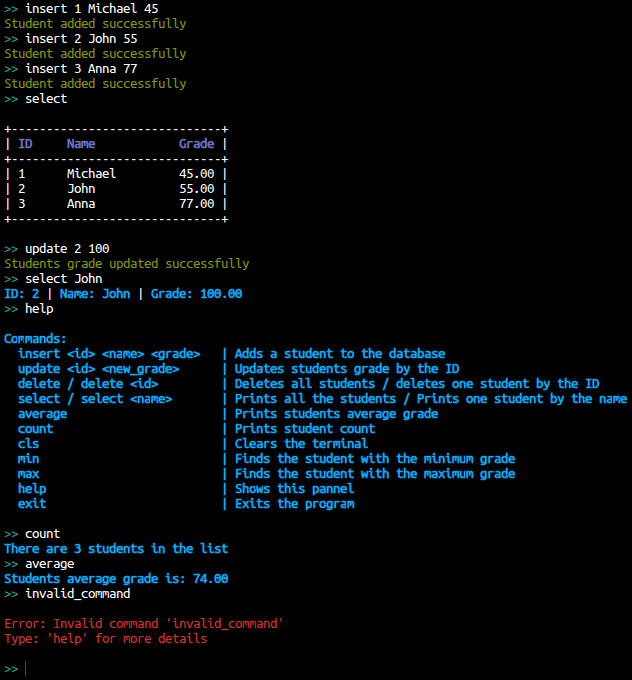 >> insert 1 Michael 45
Student added successfully
>> insert 2 John 55
Student added successfully
>> insert 3 Anna 77
Student added successfully
>> select
+------------------------------+
| ID     Name            Grade |
+------------------------------+
| 1      Michael         45.00 |
| 2      John            55.00 |
| 3      Anna            77.00 |
+------------------------------+
>> update 2 100
Students grade updated successfully
>> select John
ID: 2 | Name: John | Grade: 100.00
>> help
Commands:
  insert <id> <name> <grade>   | Adds a student to the database
  update <id> <new_grade>      | Updates students grade by the ID
  delete / delete <id>         | Deletes all students / deletes one student by the ID
  select / select <name>       | Prints all the students / Prints one student by the name
  average                      | Prints students average grade
  count                        | Prints student count
  cls                          | Clears the terminal
  min                          | Finds the student with the minimum grade
  max                          | Finds the student with the maximum grade
  help                         | Shows this pannel
  exit                         | Exits the program
>> count
There are 3 students in the list
>> average
Students average grade is: 74.00
>> invalid_command
Error: Invalid command 'invalid_command'
Type: 'help' for more details
>>